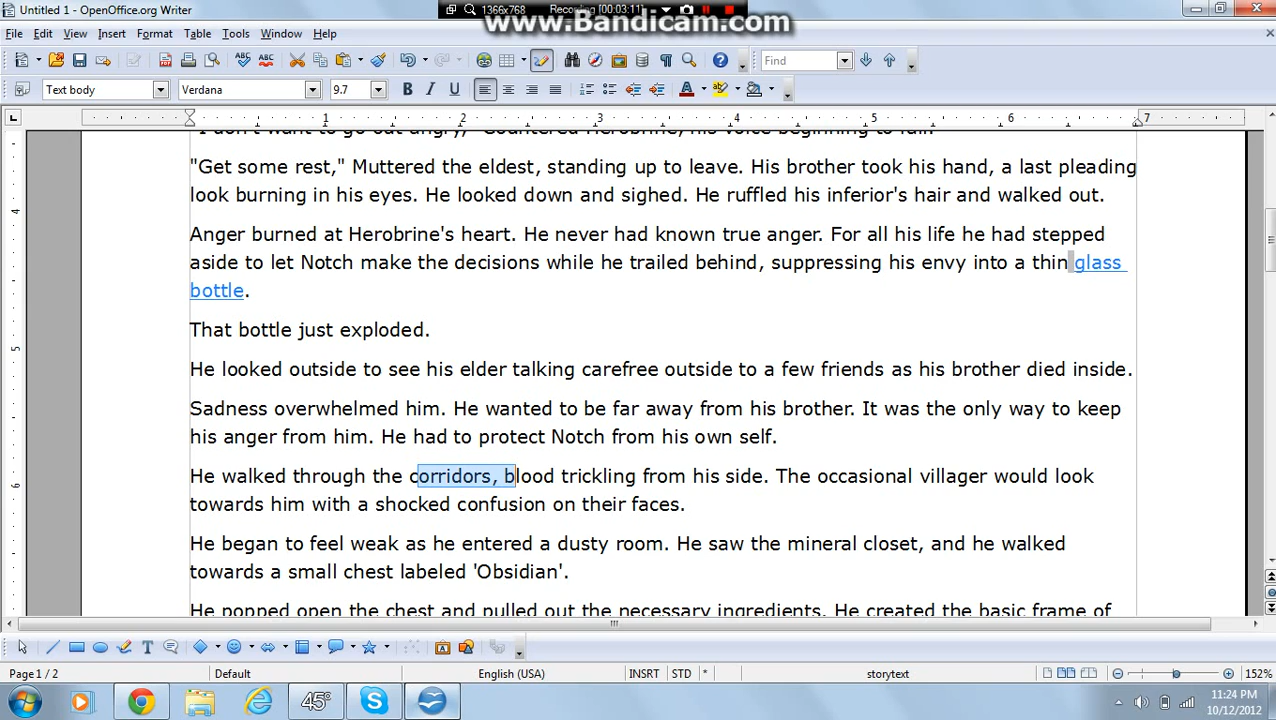 Untitled 1 - OpenOffice.org Writer
1366x768
Recording [00:03:11]
www.Bandicam.com
File Edit View Insert Format Table Tools Window Help
Find
Text body Verdana 9.7
1 2 3 4 5 6 7
"I don't want to go out angry," Countered Herobrine, his voice beginning to fail.
"Get some rest," Muttered the eldest, standing up to leave. His brother took his hand, a last pleading
look burning in his eyes. He looked down and sighed. He ruffled his inferior's hair and walked out.
Anger burned at Herobrine's heart. He never had known true anger. For all his life he had stepped
aside to let Notch make the decisions while he trailed behind, suppressing his envy into a thin glass
bottle.
That bottle just exploded.
He looked outside to see his elder talking carefree outside to a few friends as his brother died inside.
Sadness overwhelmed him. He wanted to be far away from his brother. It was the only way to keep
his anger from him. He had to protect Notch from his own self.
He walked through the corridors, blood trickling from his side. The occasional villager would look
towards him with a shocked confusion on their faces.
He began to feel weak as he entered a dusty room. He saw the mineral closet, and he walked
towards a small chest labeled 'Obsidian'.
He popped open the chest and pulled out the necessary ingredients. He created the basic frame of
4
5
6
Page1 / 2 Default English (USA) INSRT STD * storytext 152%
45°
11:24 PM
10/12/2012